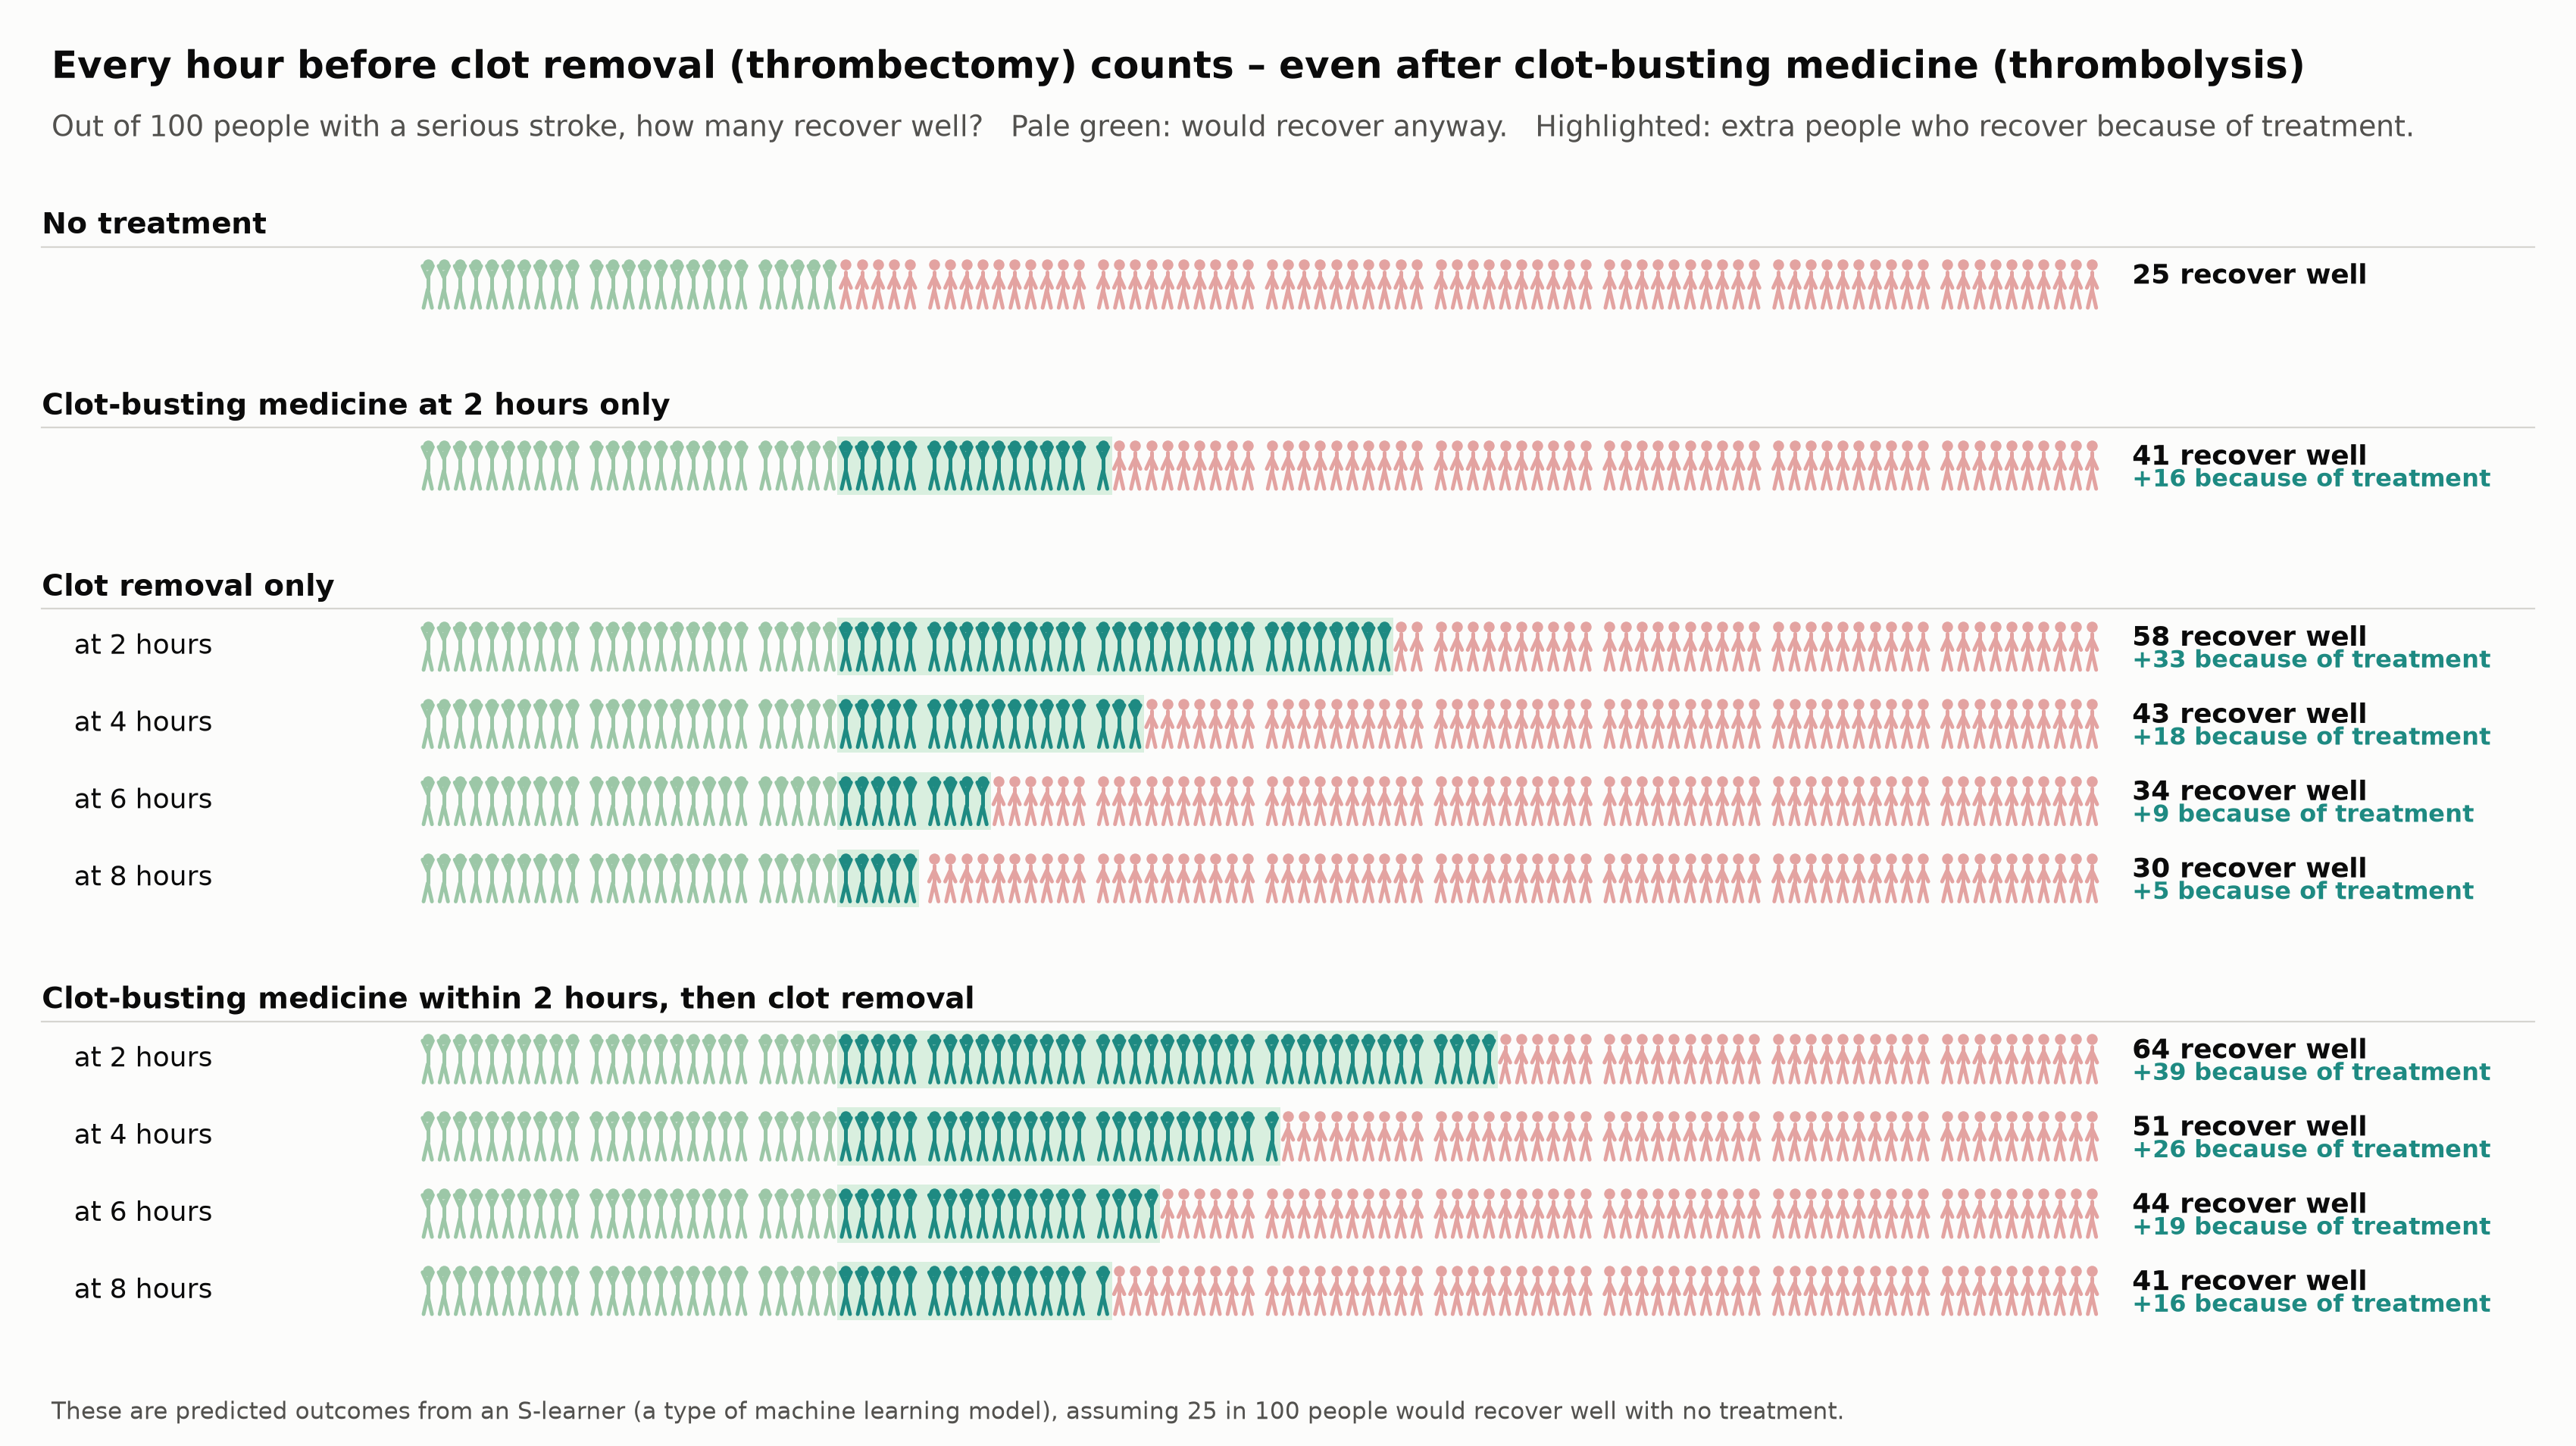 Every hour before clot removal (thrombectomy) counts – even after clot-busting medicine (thrombolysis)
Out of 100 people with a serious stroke, how many recover well? Pale green: would recover anyway. Highlighted: extra people who recover because of treatment.
No treatment
25 recover well
Clot-busting medicine at 2 hours only
41 recover well
+16 because of treatment
Clot removal only
at 2 hours
58 recover well
+33 because of treatment
at 4 hours
43 recover well
+18 because of treatment
at 6 hours
34 recover well
+9 because of treatment
at 8 hours
30 recover well
+5 because of treatment
Clot-busting medicine within 2 hours, then clot removal
at 2 hours
64 recover well
+39 because of treatment
at 4 hours
51 recover well
+26 because of treatment
at 6 hours
44 recover well
+19 because of treatment
at 8 hours
41 recover well
+16 because of treatment
These are predicted outcomes from an S-learner (a type of machine learning model), assuming 25 in 100 people would recover well with no treatment.